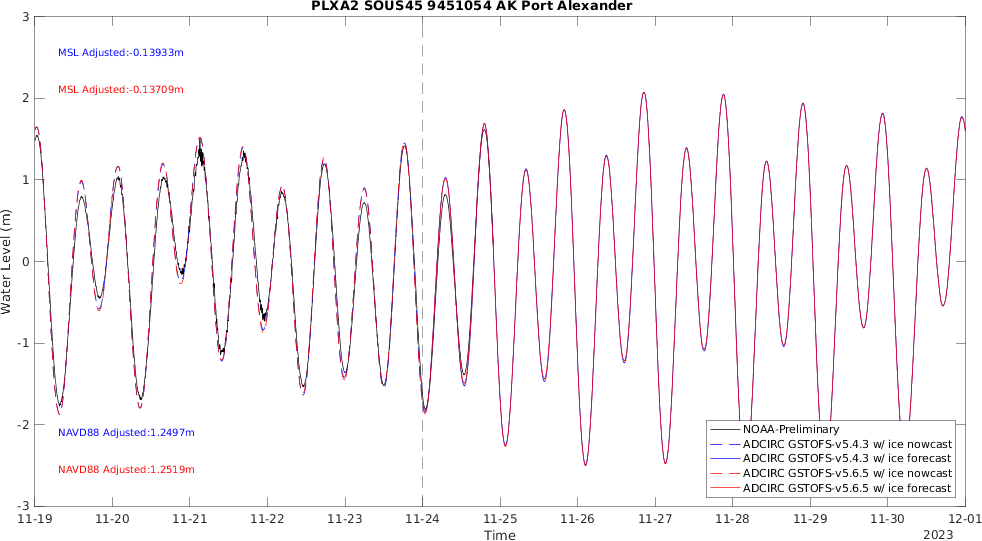 PLXA2 SOUS45 9451054 AK Port Alexander
3
2
1
0
-1
-2
-3
Water Level (m)
MSL Adjusted:-0.13933m
MSL Adjusted:-0.13709m
NAVD88 Adjusted:1.2497m
NAVD88 Adjusted:1.2519m
NOAA-Preliminary
ADCIRC GSTOFS-v5.4.3 w/ ice nowcast
ADCIRC GSTOFS-v5.4.3 w/ ice forecast
ADCIRC GSTOFS-v5.6.5 w/ ice nowcast
ADCIRC GSTOFS-v5.6.5 w/ ice forecast
11-19 11-20 11-21 11-22 11-23 11-24 11-25 11-26 11-27 11-28 11-29 11-30 12-01
Time
2023